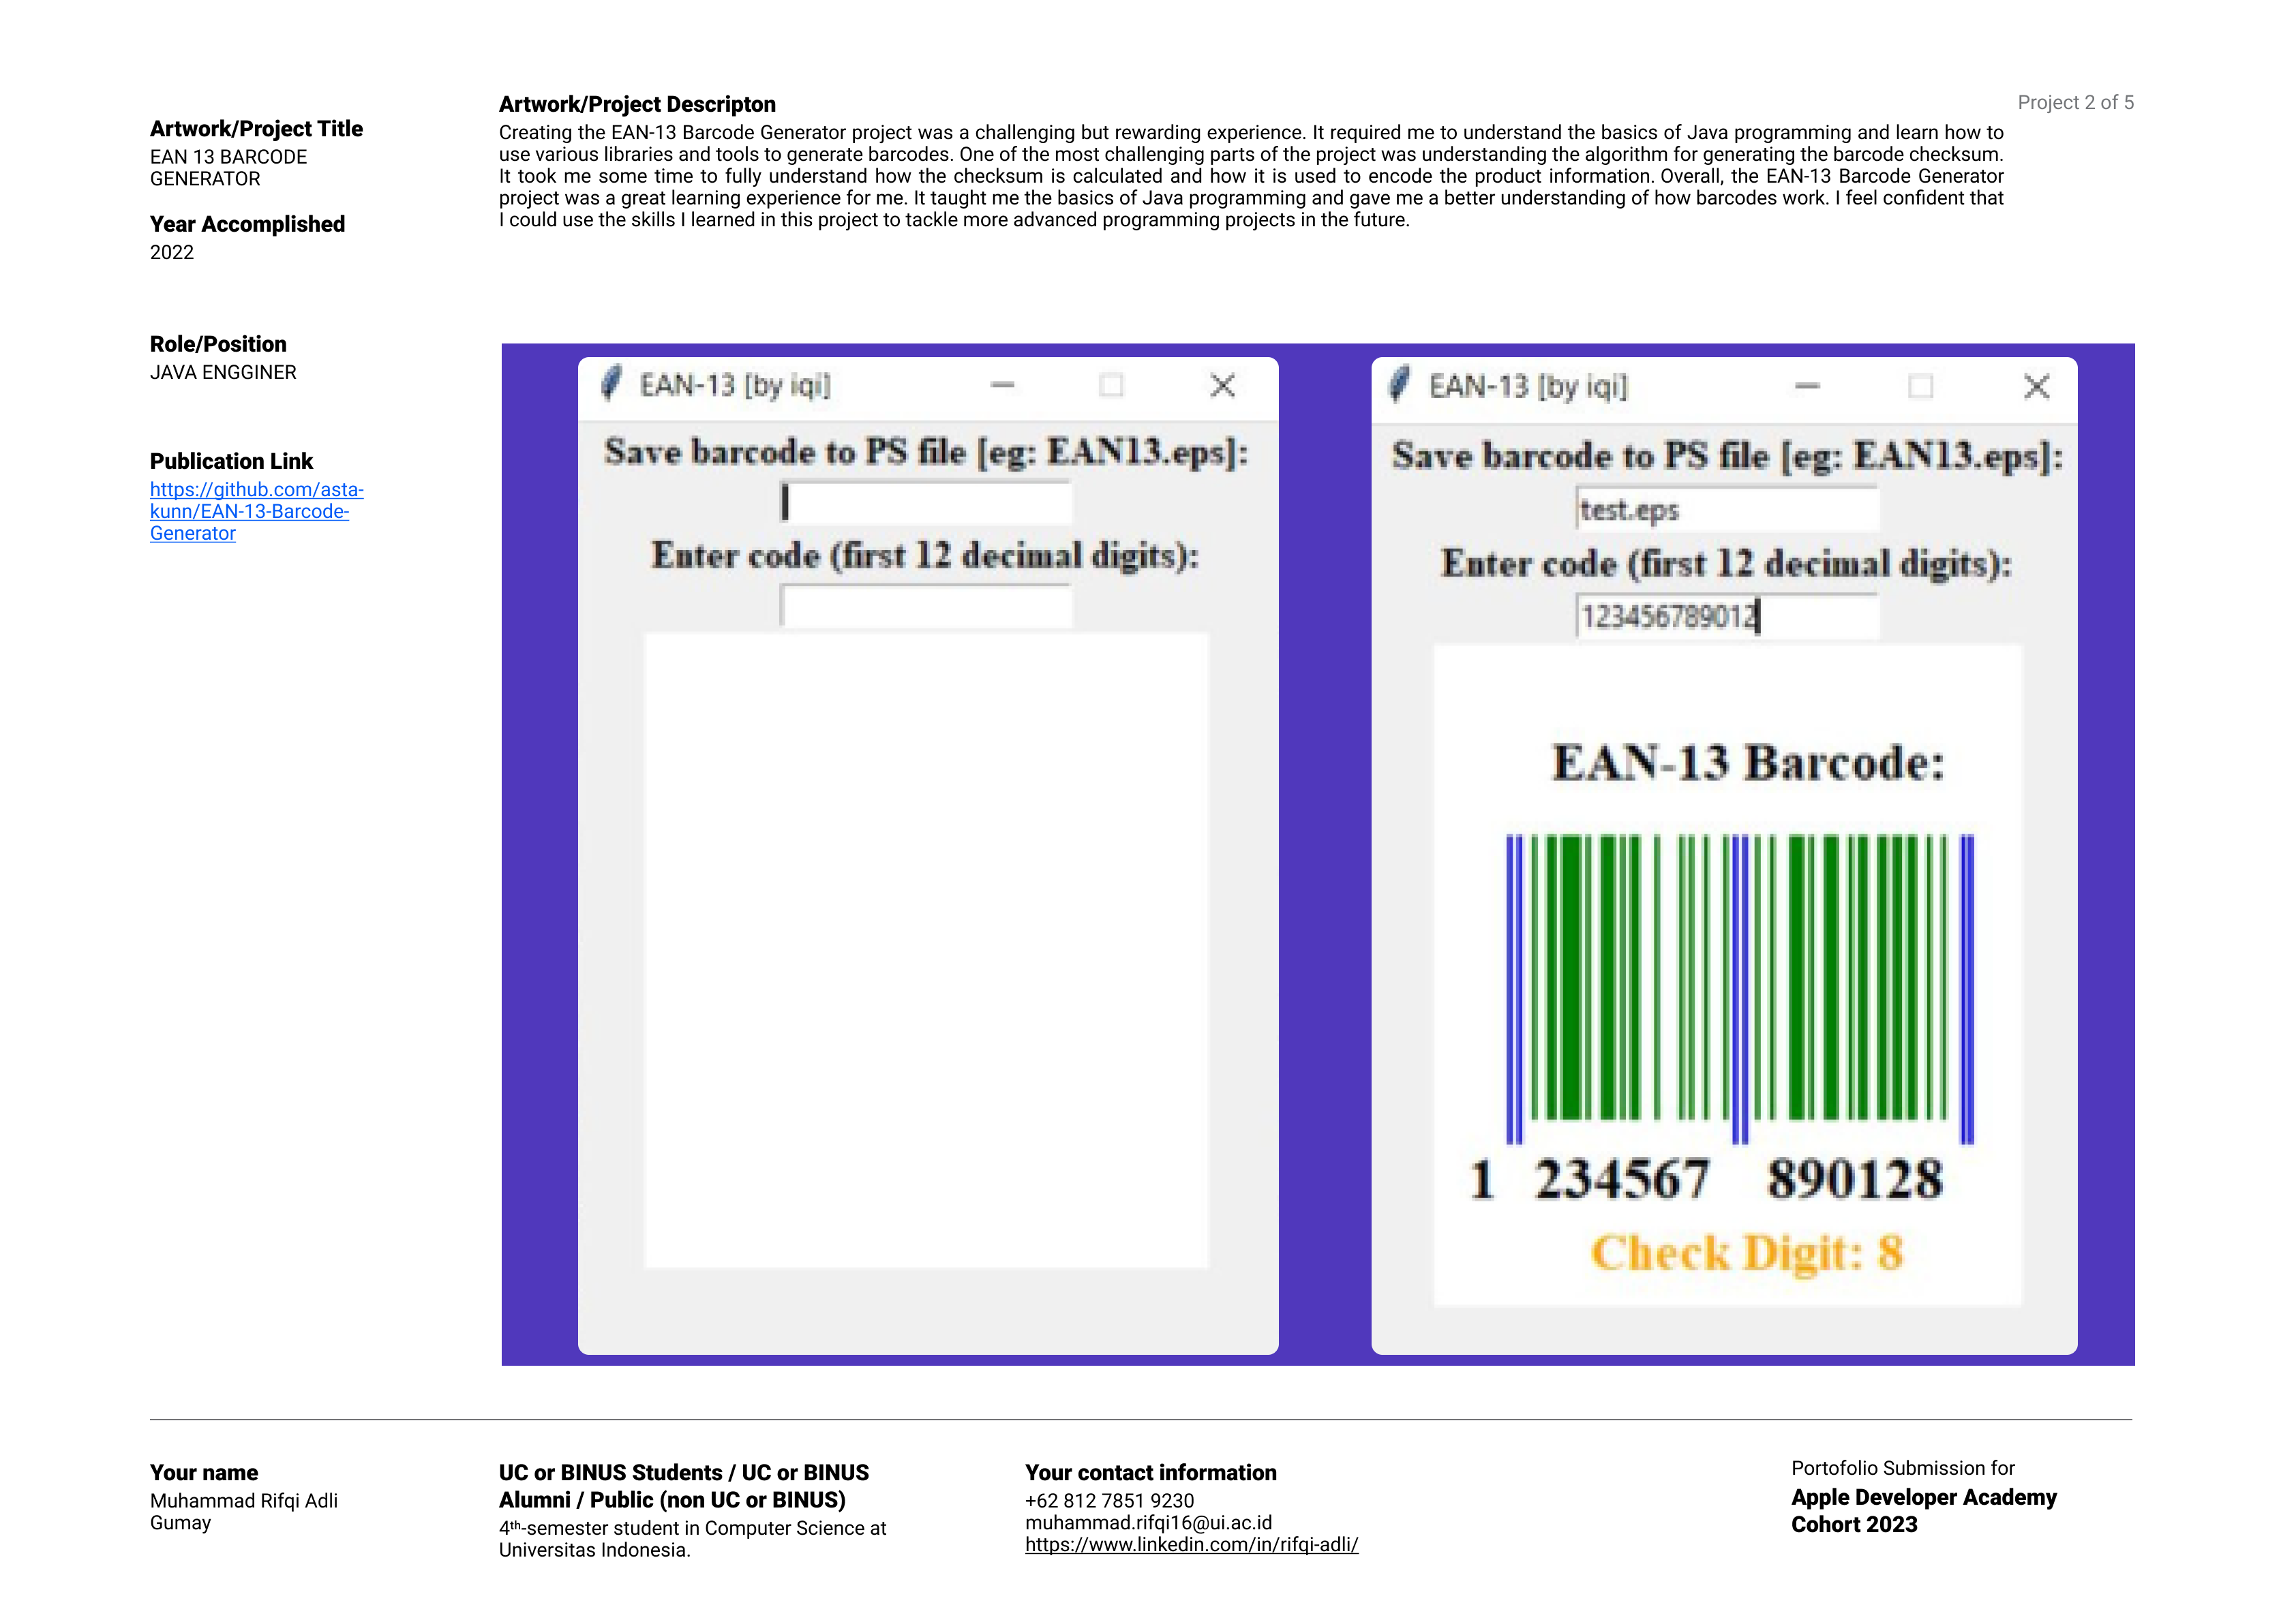 Project 2 of 5
Artwork/Project Title
EAN 13 BARCODE
GENERATOR
Year Accomplished
2022
Role/Position
JAVA ENGGINER
Publication Link
https://github.com/asta-
kunn/EAN-13-Barcode-
Generator
Artwork/Project Descripton
Creating the EAN-13 Barcode Generator project was a challenging but rewarding experience. It required me to understand the basics of Java programming and learn how to
use various libraries and tools to generate barcodes. One of the most challenging parts of the project was understanding the algorithm for generating the barcode checksum.
It took me some time to fully understand how the checksum is calculated and how it is used to encode the product information. Overall, the EAN-13 Barcode Generator
project was a great learning experience for me. It taught me the basics of Java programming and gave me a better understanding of how barcodes work. I feel confident that
I could use the skills I learned in this project to tackle more advanced programming projects in the future.
EAN-13 [by iqi]
Save barcode to PS file [eg: EAN13.eps]:
Enter code (first 12 decimal digits):
EAN-13 [by iqi]
Save barcode to PS file [eg: EAN13.eps]:
test.eps
Enter code (first 12 decimal digits):
123456789012
EAN-13 Barcode:
1 234567 890128
Check Digit: 8
Your name
Muhammad Rifqi Adli
Gumay
UC or BINUS Students / UC or BINUS
Alumni / Public (non UC or BINUS)
4th-semester student in Computer Science at
Universitas Indonesia.
Your contact information
+62 812 7851 9230
muhammad.rifqi16@ui.ac.id
https://www.linkedin.com/in/rifqi-adli/
Portofolio Submission for
Apple Developer Academy
Cohort 2023